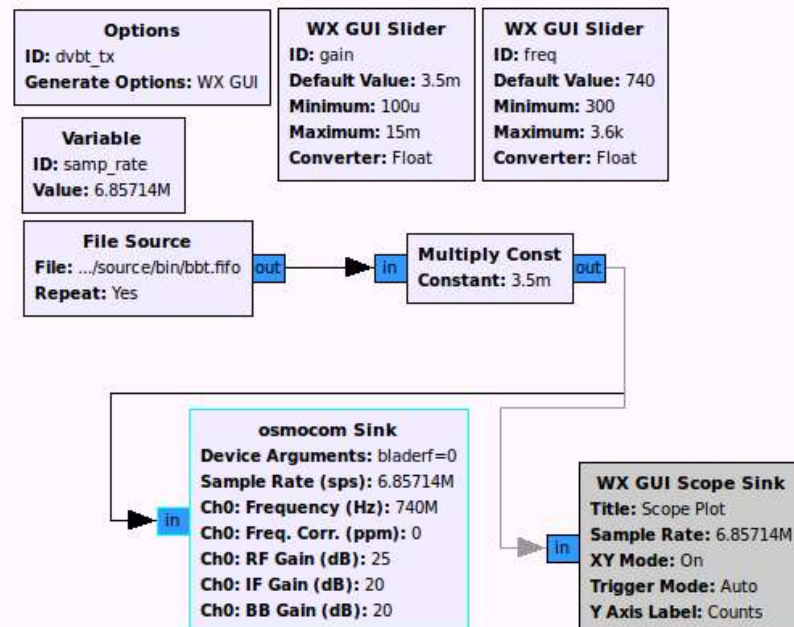 Options
ID: dvbt_tx
Generate Options: WX GUI
WX GUI Slider
ID: gain
Default Value: 3.5m
Minimum: 100u
Maximum: 15m
Converter: Float
WX GUI Slider
ID: freq
Default Value: 740
Minimum: 300
Maximum: 3.6k
Converter: Float
Variable
ID: samp_rate
Value: 6.85714M
File Source
File: .../source/bin/bbt.fifo
Repeat: Yes
out
in
Multiply Const
Constant: 3.5m
out
in
osmocom Sink
Device Arguments: bladerf=0
Sample Rate (sps): 6.85714M
Ch0: Frequency (Hz): 740M
Ch0: Freq. Corr. (ppm): 0
Ch0: RF Gain (dB): 25
Ch0: IF Gain (dB): 20
Ch0: BB Gain (dB): 20
in
WX GUI Scope Sink
Title: Scope Plot
Sample Rate: 6.85714M
XY Mode: On
Trigger Mode: Auto
Y Axis Label: Counts